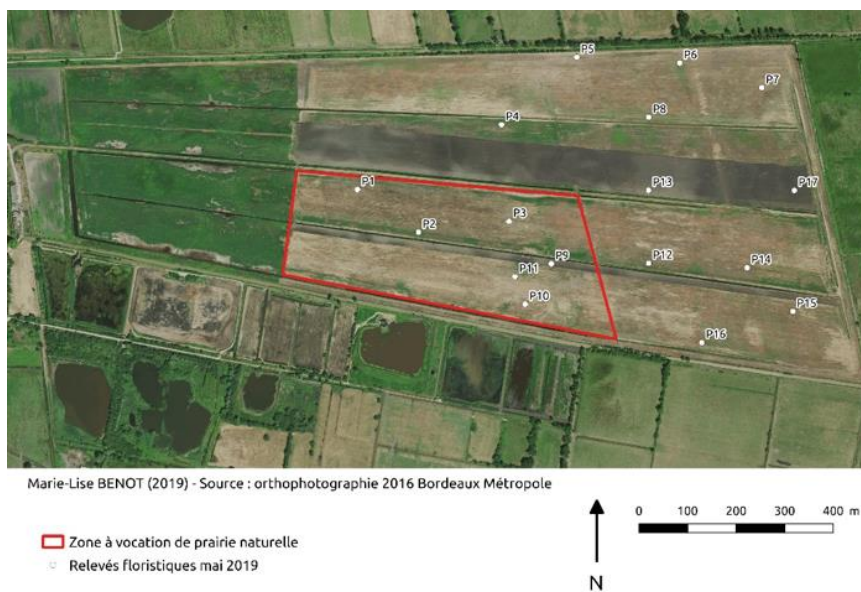 P5
P6
P7
P8
P4
P1
P13
P17
P3
P2
P9
P12
P14
P11
P10
P15
P16
Marie-Lise BENOT (2019) - Source : orthophotographie 2016 Bordeaux Métropole
0 100 200 300 400 m
Zone à vocation de prairie naturelle
Relevés floristiques mai 2019
N